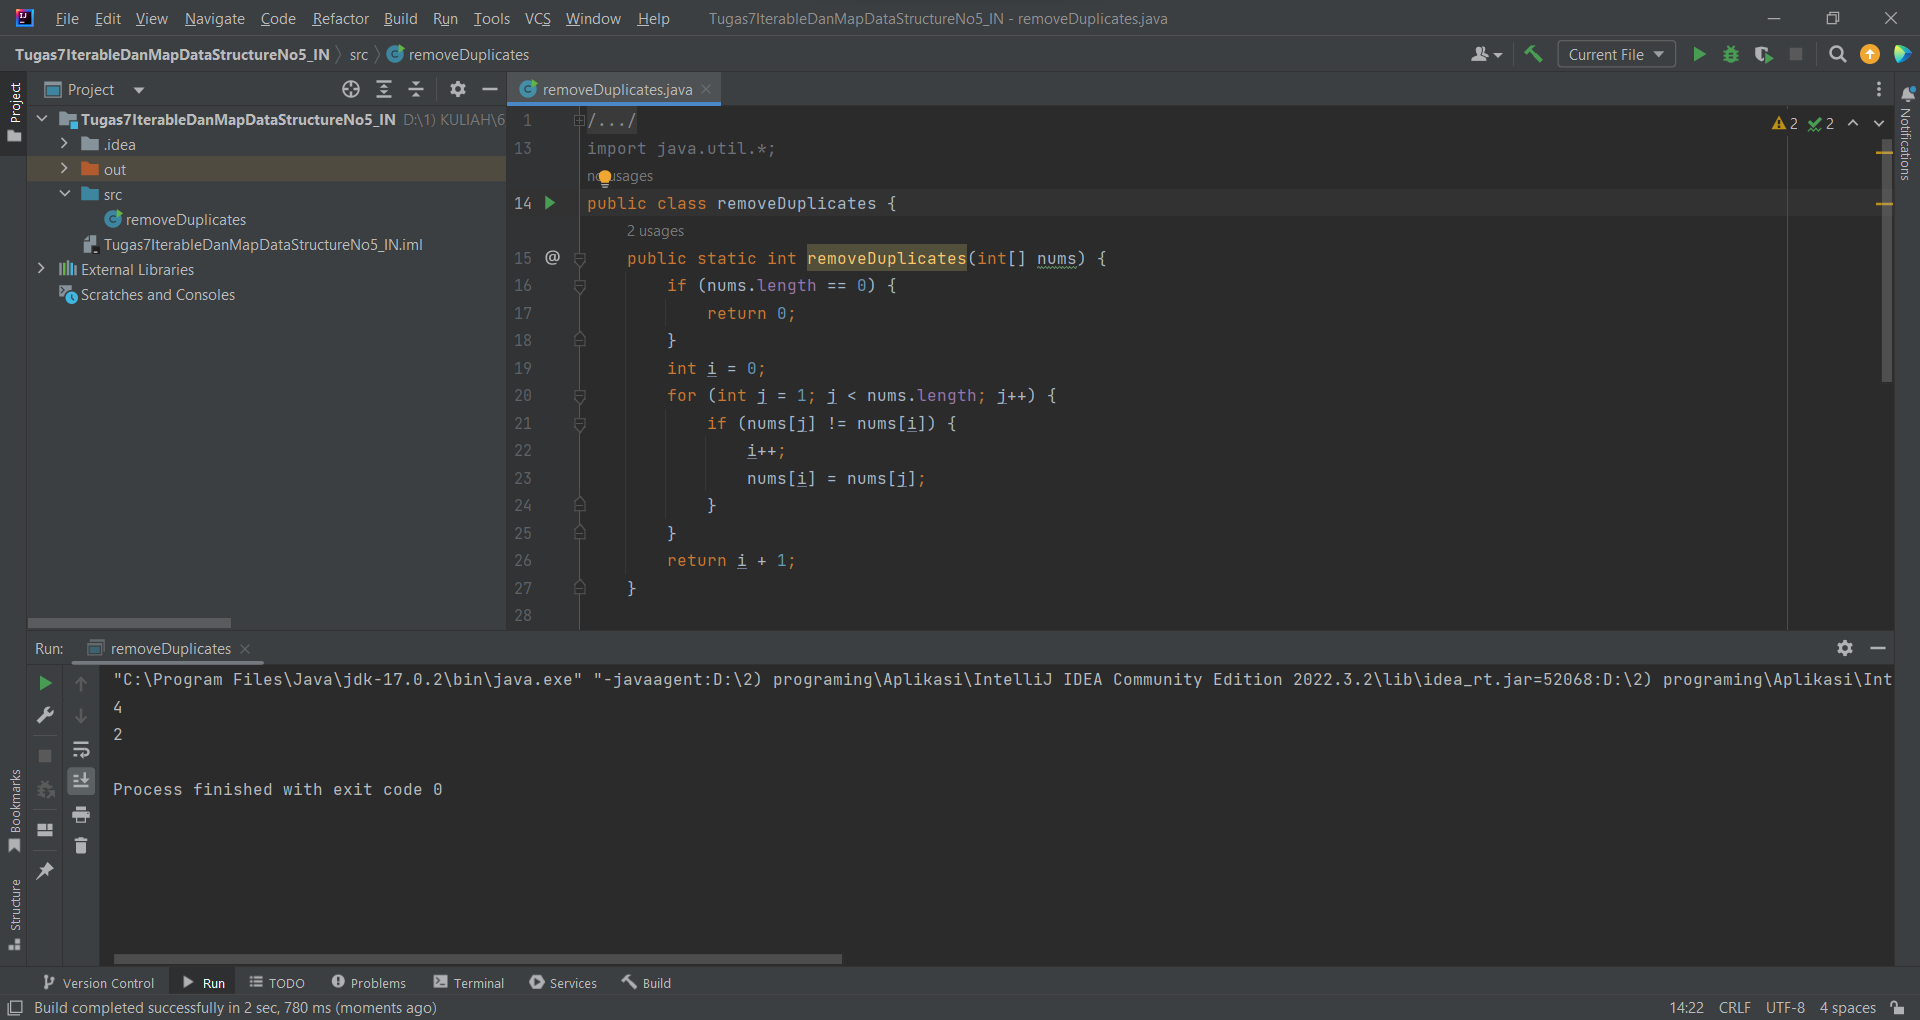 File Edit View Navigate Code Refactor Build Run Tools VCS Window Help Tugas7IterableDanMapDataStructureNo5_IN - removeDuplicates.java
Tugas7IterableDanMapDataStructureNo5_IN src removeDuplicates Current File
Project
Project
removeDuplicates.java
Notifications
Tugas7IterableDanMapDataStructureNo5_IN D:\1) KULIAH\6
.idea
out
src
removeDuplicates
Tugas7IterableDanMapDataStructureNo5_IN.iml
External Libraries
Scratches and Consoles
2 2
1 /.../
13 import java.util.*;
no usages
14 public class removeDuplicates {
2 usages
15 @ public static int removeDuplicates(int[] nums) {
16 if (nums.length == 0) {
17 return 0;
18 }
19 int i = 0;
20 for (int j = 1; j < nums.length; j++) {
21 if (nums[j] != nums[i]) {
22 i++;
23 nums[i] = nums[j];
24 }
25 }
26 return i + 1;
27 }
28
Run: removeDuplicates
"C:\Program Files\Java\jdk-17.0.2\bin\java.exe" "-javaagent:D:\2) programing\Aplikasi\IntelliJ IDEA Community Edition 2022.3.2\lib\idea_rt.jar=52068:D:\2) programing\Aplikasi\Int
4
2
Process finished with exit code 0
Bookmarks
Structure
Version Control Run TODO Problems Terminal Services Build
Build completed successfully in 2 sec, 780 ms (moments ago) 14:22 CRLF UTF-8 4 spaces